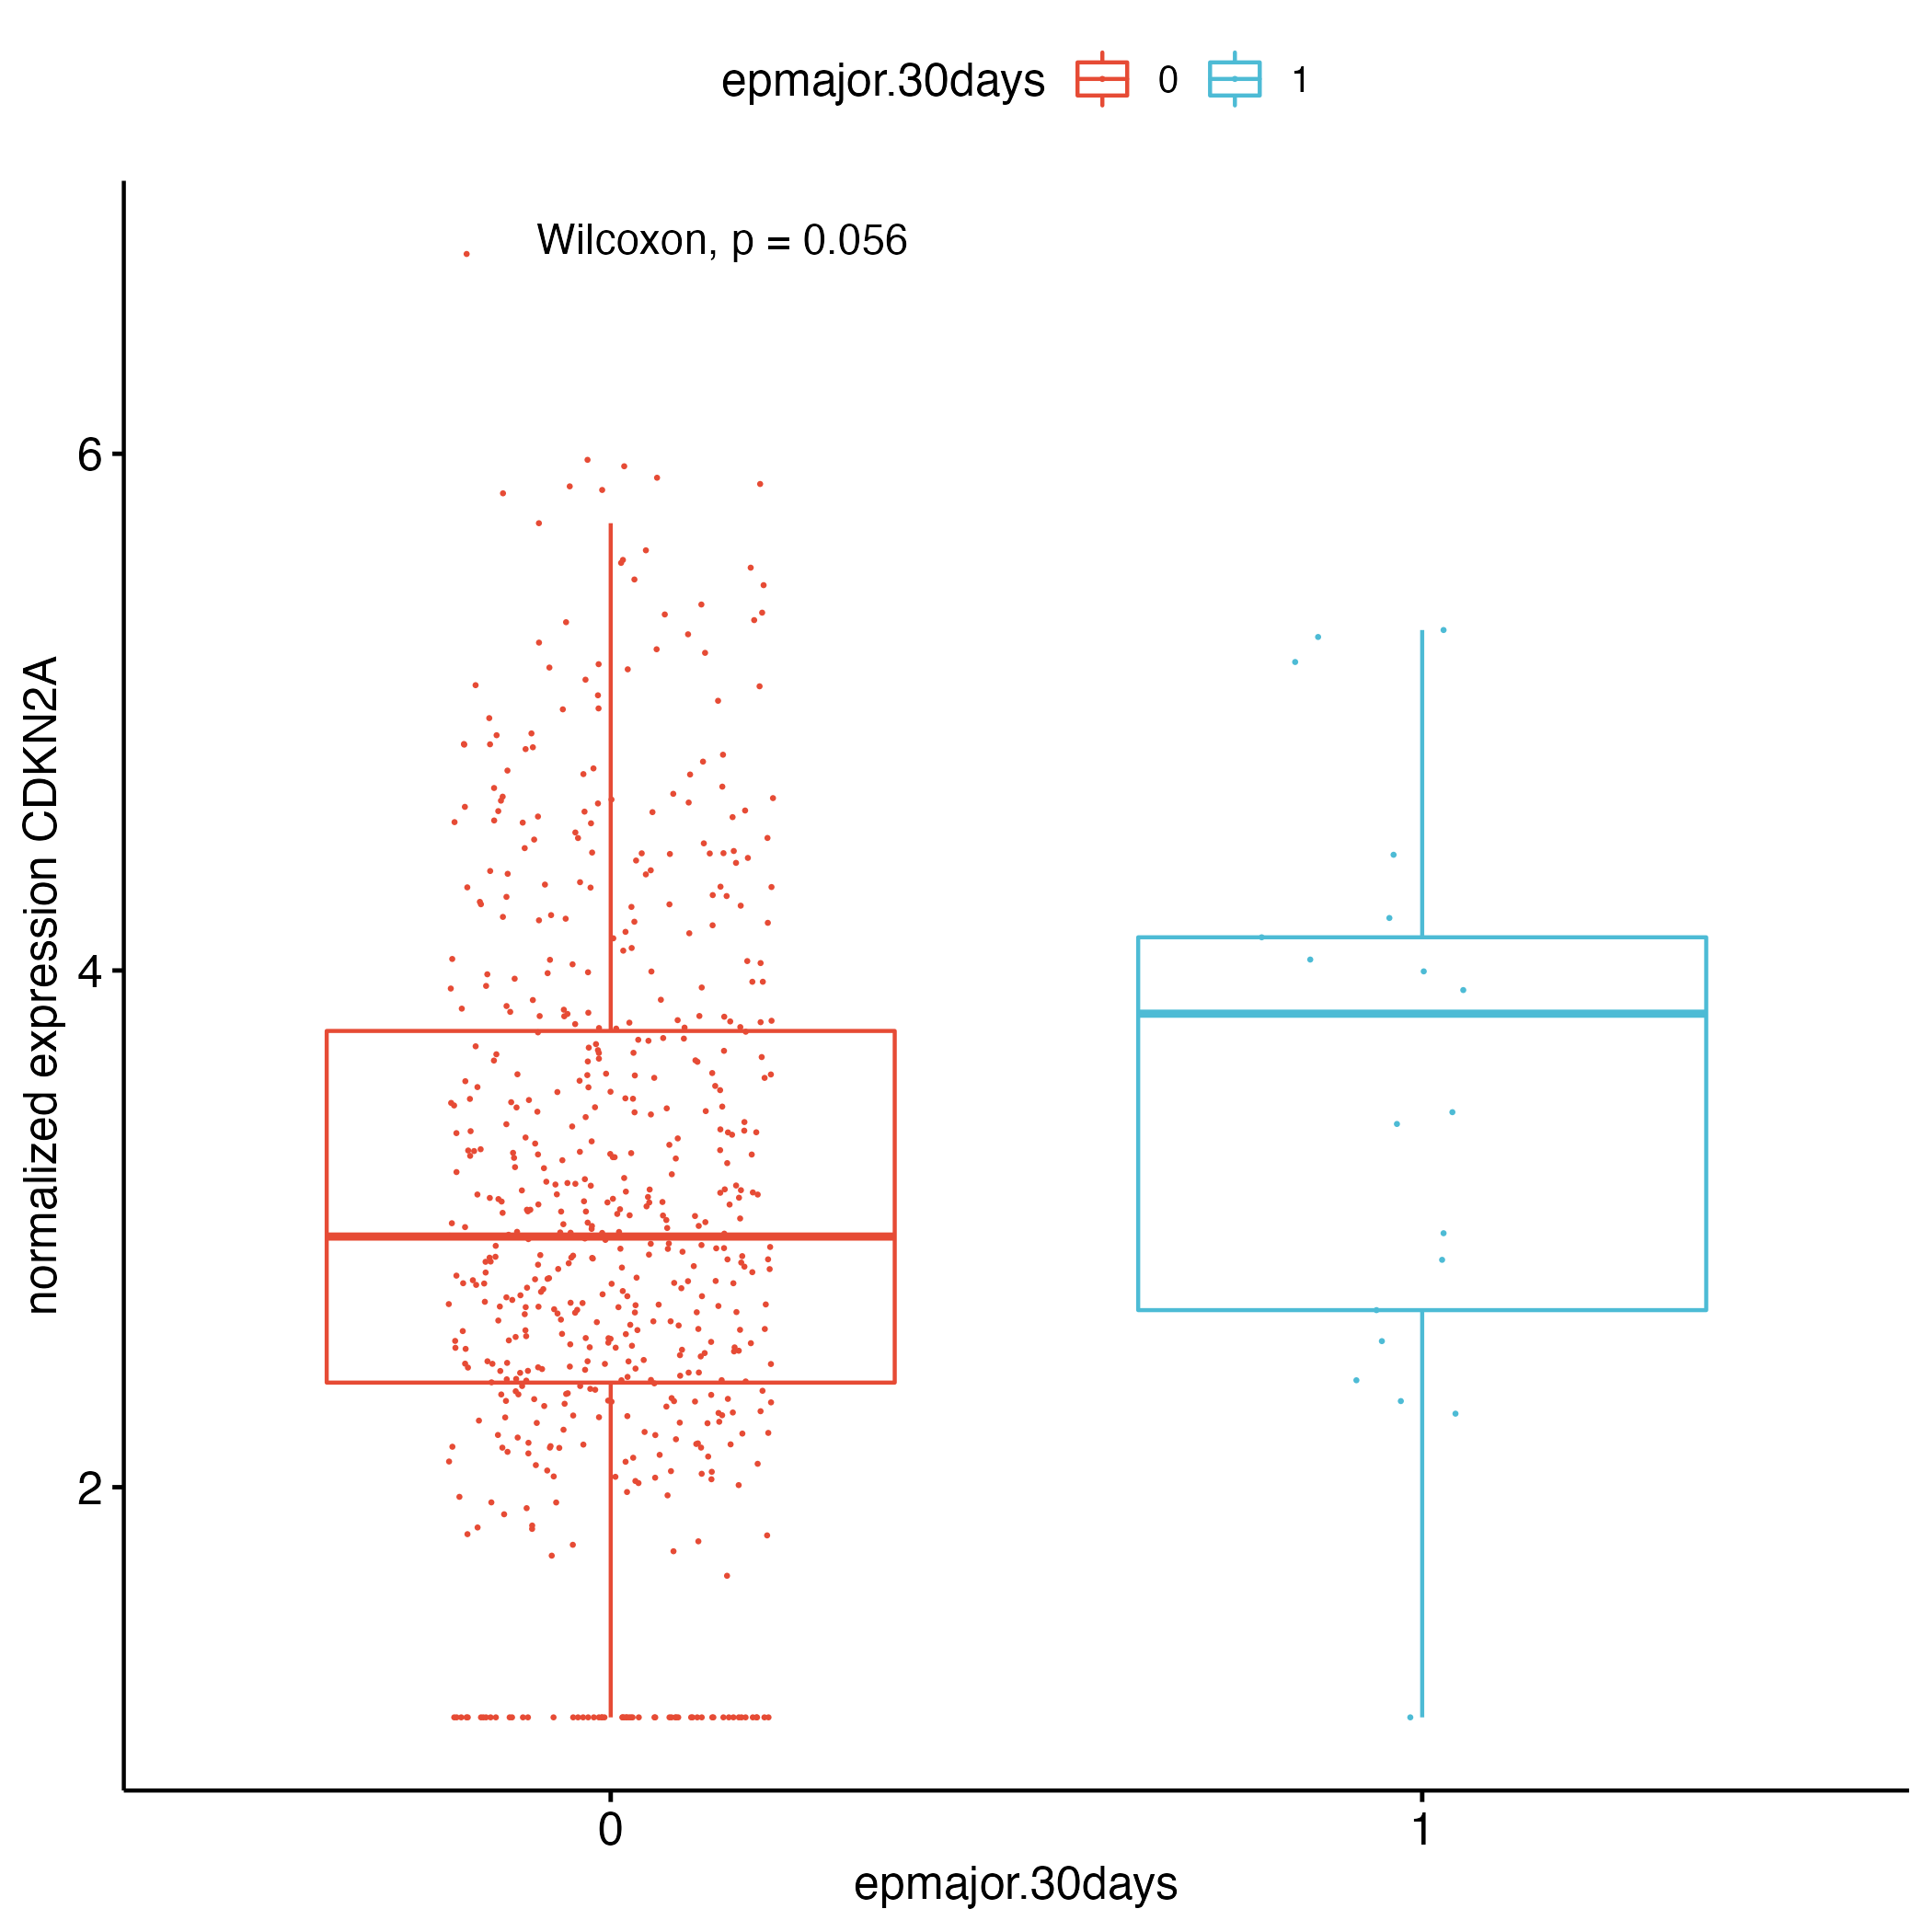 epmajor.30days 0 1
Wilcoxon, p = 0.056
6
4
2
normalized expression CDKN2A
0 1
epmajor.30days